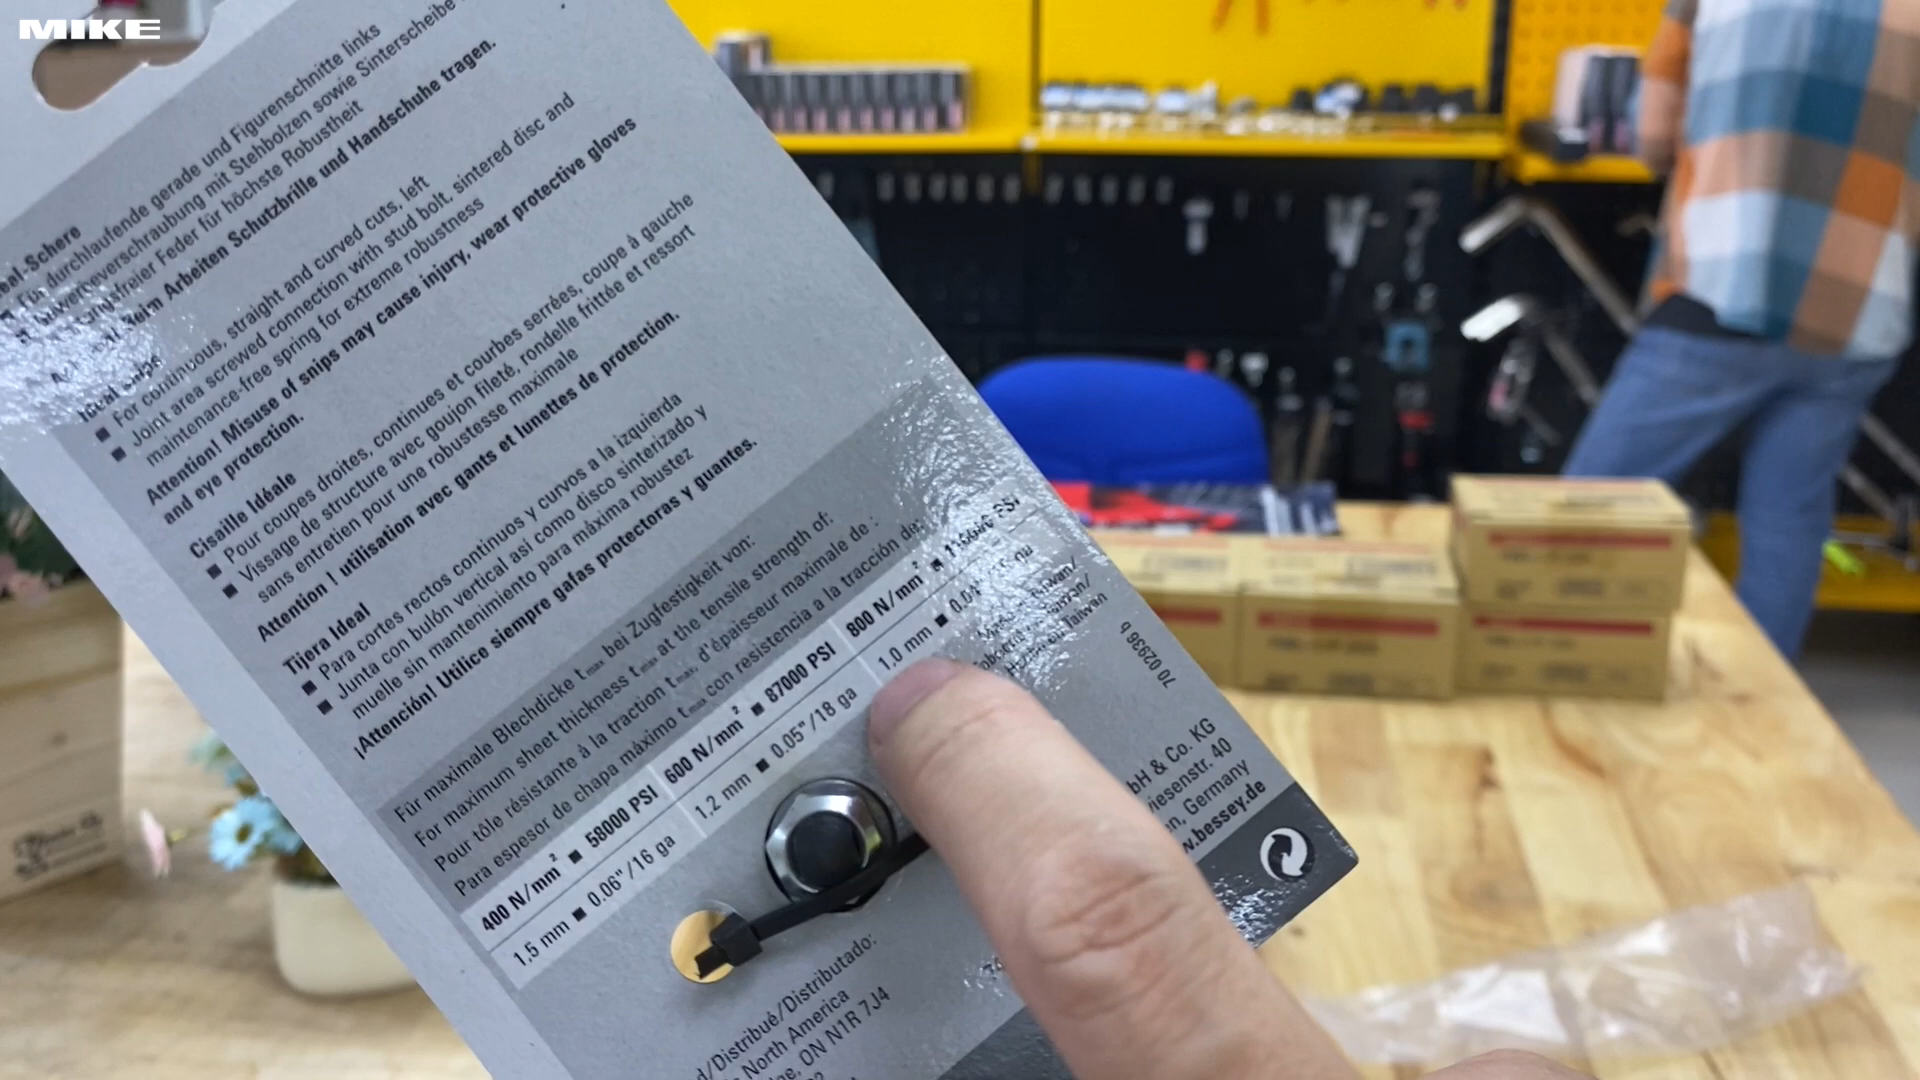 MIKE
Für durchlaufende gerade und Figurenschnitte links
mit Stehbolzen sowie Sinterscheibe
Feder für höchste Robustheit
beim Arbeiten Schutzbrille und Handschuhe tragen.
Ideal Snips
■ For continuous, straight and curved cuts, left
■ Joint area screwed connection with stud bolt, sintered disc and
maintenance-free spring for extreme robustness
Attention! Misuse of snips may cause injury, wear protective gloves
and eye protection.
Cisaille Idéale
■ Pour coupes droites, continues et courbes serrées, coupe à gauche
■ Vissage de structure avec goujon fileté, rondelle frittée et ressort
sans entretien pour une robustesse maximale
Attention ! utilisation avec gants et lunettes de protection.
Tijera Ideal
■ Para cortes rectos continuos y curvos a la izquierda
■ Junta con bulón vertical así como disco sinterizado y
muelle sin mantenimiento para máxima robustez
¡Atención! Utilice siempre gafas protectoras y guantes.
Für maximale Blechdicke tmax bei Zugfestigkeit von:
For maximum sheet thickness tmax at the tensile strength of:
Pour tôle résistante à la traction tmax, d'épaisseur maximale de :
Para espesor de chapa máximo tmax con resistencia a la tracción de:
400 N/mm² ■ 58000 PSI 600 N/mm² ■ 87000 PSI 800 N/mm² ■ PSI
1,5 mm ■ 0.06"/16 ga 1,2 mm ■ 0.05"/18 ga 1,0 mm ■
Taiwan/
Taiwan/
Taiwan
70 02936 b
& Co. KG
40
Germany
.bessey.de
/Distribué/Distributado:
North America
ON N1R 7J4